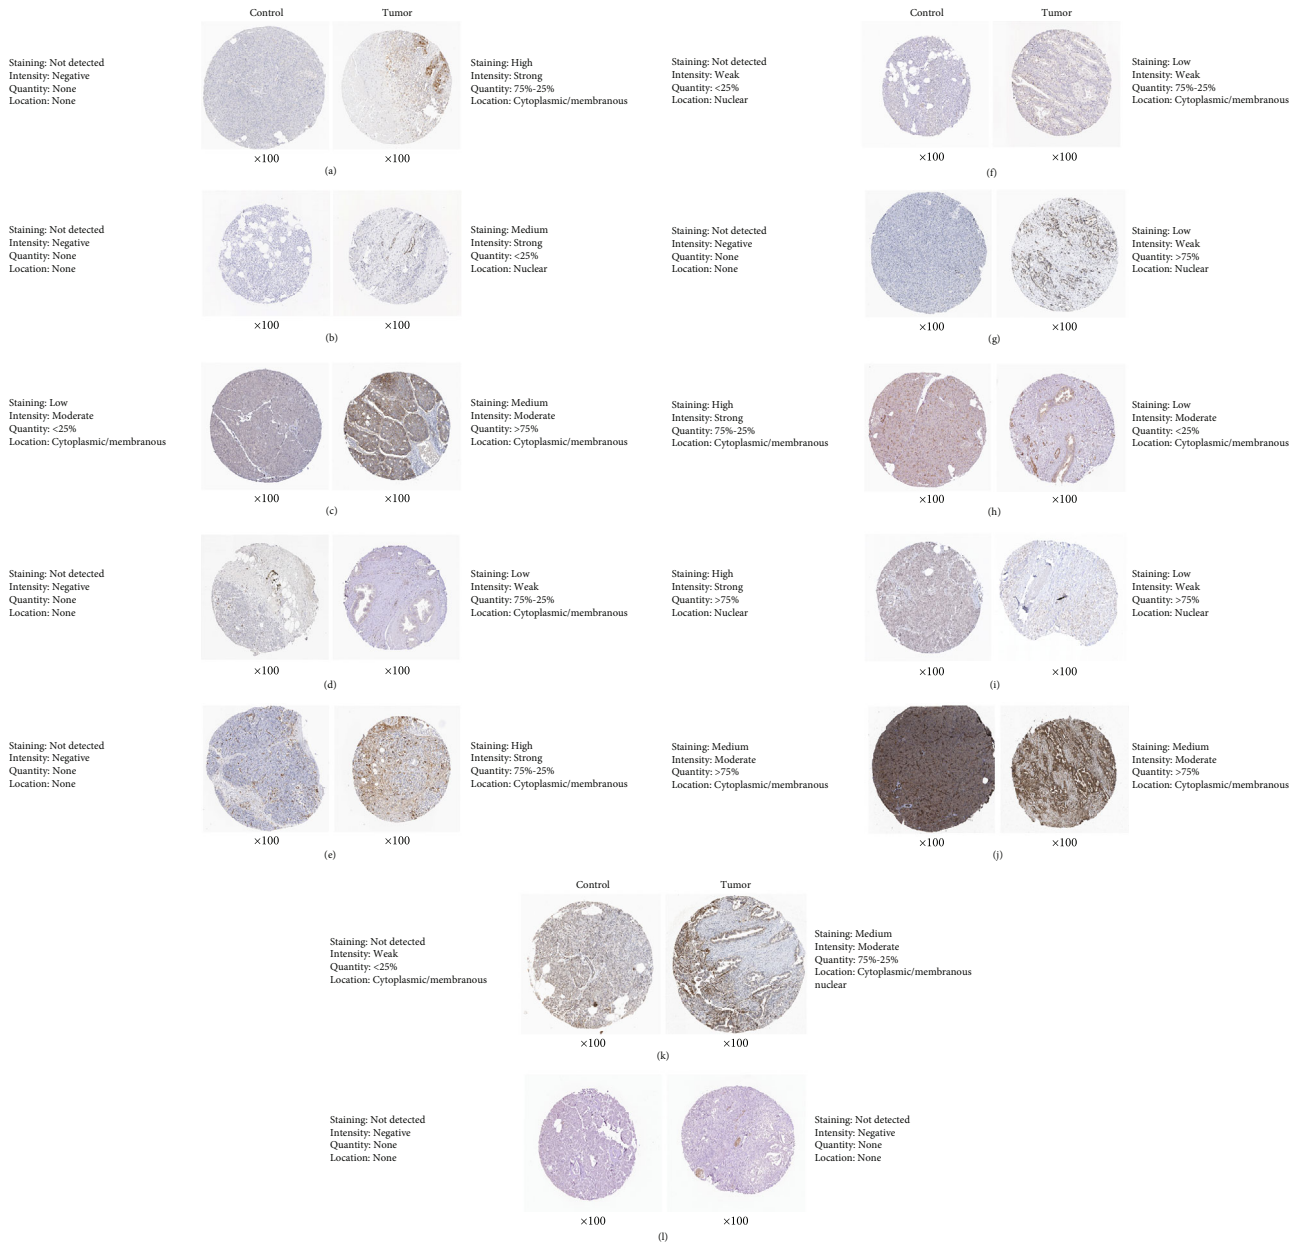 Control Tumor
Staining: Not detected
Intensity: Negative
Quantity: None
Location: None
×100 ×100
Staining: High
Intensity: Strong
Quantity: 75%-25%
Location: Cytoplasmic/membranous
(a)
Staining: Not detected
Intensity: Negative
Quantity: None
Location: None
×100 ×100
Staining: Medium
Intensity: Strong
Quantity: <25%
Location: Nuclear
(b)
Staining: Low
Intensity: Moderate
Quantity: <25%
Location: Cytoplasmic/membranous
×100 ×100
Staining: Medium
Intensity: Moderate
Quantity: >75%
Location: Cytoplasmic/membranous
(c)
Staining: Not detected
Intensity: Negative
Quantity: None
Location: None
×100 ×100
Staining: Low
Intensity: Weak
Quantity: 75%-25%
Location: Cytoplasmic/membranous
(d)
Staining: Not detected
Intensity: Negative
Quantity: None
Location: None
×100 ×100
Staining: High
Intensity: Strong
Quantity: 75%-25%
Location: Cytoplasmic/membranous
(e)
Control Tumor
Staining: Not detected
Intensity: Weak
Quantity: <25%
Location: Nuclear
×100 ×100
Staining: Low
Intensity: Weak
Quantity: 75%-25%
Location: Cytoplasmic/membranous
(f)
Staining: Not detected
Intensity: Negative
Quantity: None
Location: None
×100 ×100
Staining: Low
Intensity: Weak
Quantity: >75%
Location: Nuclear
(g)
Staining: High
Intensity: Strong
Quantity: 75%-25%
Location: Cytoplasmic/membranous
×100 ×100
Staining: Low
Intensity: Moderate
Quantity: <25%
Location: Cytoplasmic/membranous
(h)
Staining: High
Intensity: Strong
Quantity: >75%
Location: Nuclear
×100 ×100
Staining: Low
Intensity: Weak
Quantity: >75%
Location: Nuclear
(i)
Staining: Medium
Intensity: Moderate
Quantity: >75%
Location: Cytoplasmic/membranous
×100 ×100
Staining: Medium
Intensity: Moderate
Quantity: >75%
Location: Cytoplasmic/membranous
(j)
Control Tumor
Staining: Not detected
Intensity: Weak
Quantity: <25%
Location: Cytoplasmic/membranous
×100 ×100
Staining: Medium
Intensity: Moderate
Quantity: 75%-25%
Location: Cytoplasmic/membranous
nuclear
(k)
Staining: Not detected
Intensity: Negative
Quantity: None
Location: None
×100 ×100
Staining: Not detected
Intensity: Negative
Quantity: None
Location: None
(l)